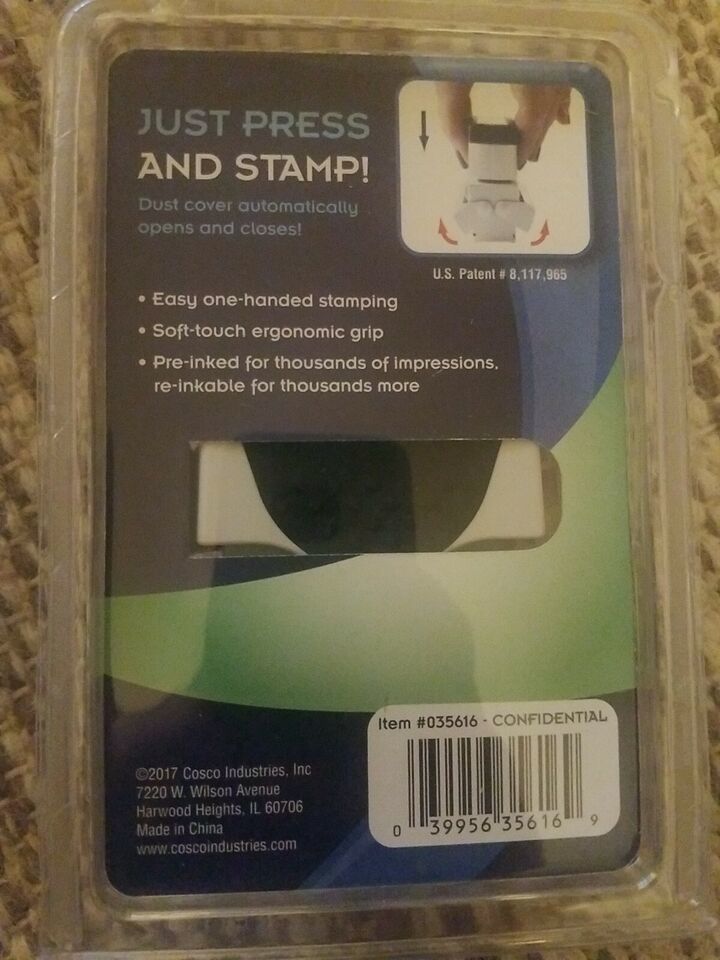 JUST PRESS
AND STAMP!
Dust cover automatically
opens and closes!
U.S. Patent # 8,117,965
• Easy one-handed stamping
• Soft-touch ergonomic grip
• Pre-inked for thousands of impressions,
re-inkable for thousands more
Item #035616 - CONFIDENTIAL
0 39956 35616 9
©2017 Cosco Industries, Inc
7220 W. Wilson Avenue
Harwood Heights, IL 60706
Made in China
www.coscoindustries.com